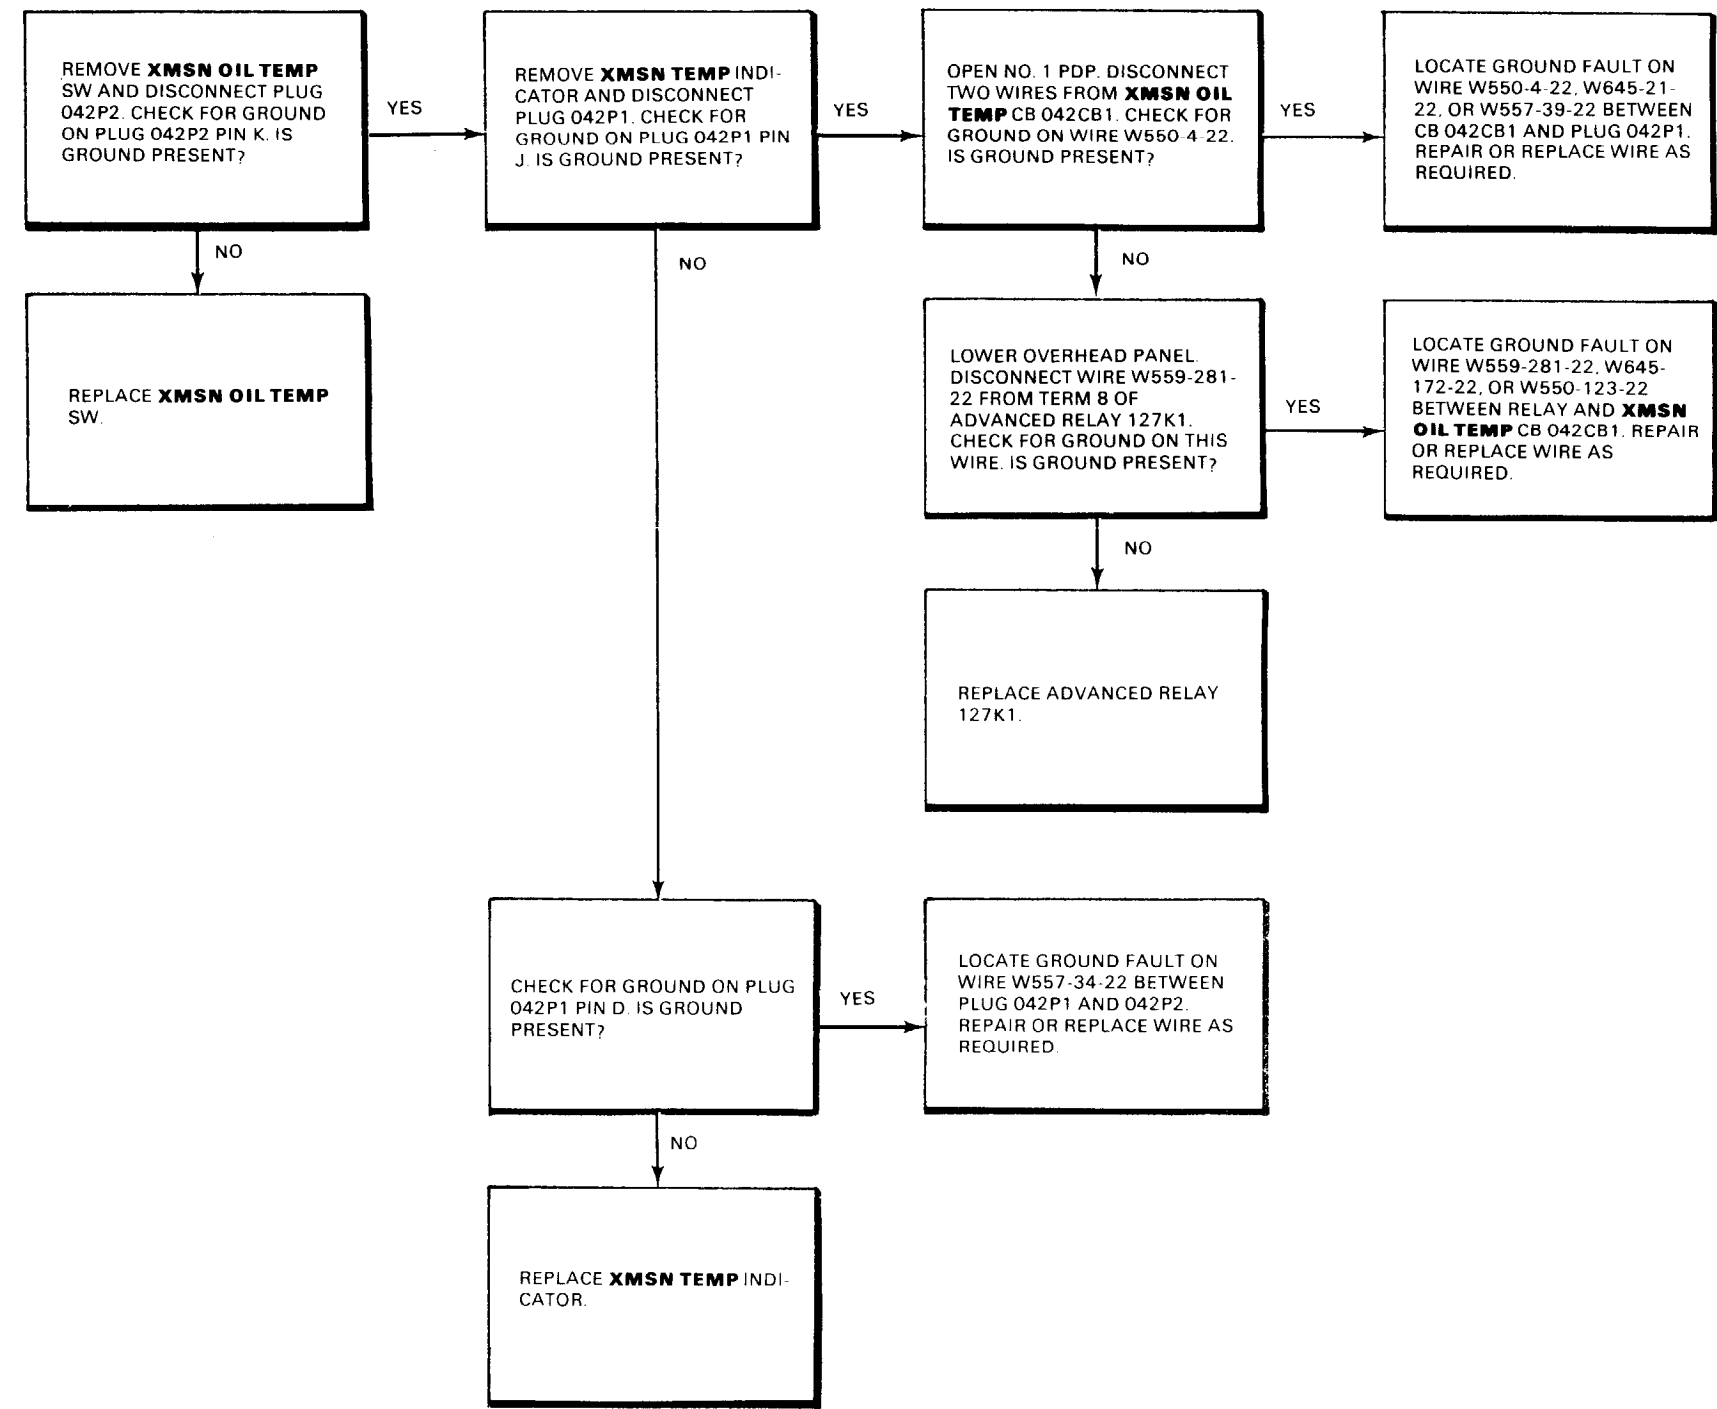 REMOVE XMSN OIL TEMP
SW AND DISCONNECT PLUG
042P2. CHECK FOR GROUND
ON PLUG 042P2 PIN K. IS
GROUND PRESENT?
YES
REMOVE XMSN TEMP INDI-
CATOR AND DISCONNECT
PLUG 042P1. CHECK FOR
GROUND ON PLUG 042P1 PIN
J. IS GROUND PRESENT?
YES
OPEN NO. 1 PDP. DISCONNECT
TWO WIRES FROM XMSN OIL
TEMP CB 042CB1. CHECK FOR
GROUND ON WIRE W550-4-22.
IS GROUND PRESENT?
YES
LOCATE GROUND FAULT ON
WIRE W550-4-22, W645-21-
22, OR W557-39-22 BETWEEN
CB 042CB1 AND PLUG 042P1.
REPAIR OR REPLACE WIRE AS
REQUIRED.
NO
NO
NO
REPLACE XMSN OIL TEMP
SW.
LOWER OVERHEAD PANEL.
DISCONNECT WIRE W559-281-
22 FROM TERM 8 OF
ADVANCED RELAY 127K1.
CHECK FOR GROUND ON THIS
WIRE. IS GROUND PRESENT?
YES
LOCATE GROUND FAULT ON
WIRE W559-281-22, W645-
172-22, OR W550-123-22
BETWEEN RELAY AND XMSN
OIL TEMP CB 042CB1. REPAIR
OR REPLACE WIRE AS
REQUIRED.
NO
REPLACE ADVANCED RELAY
127K1.
CHECK FOR GROUND ON PLUG
042P1 PIN D. IS GROUND
PRESENT?
YES
LOCATE GROUND FAULT ON
WIRE W557-34-22 BETWEEN
PLUG 042P1 AND 042P2.
REPAIR OR REPLACE WIRE AS
REQUIRED.
NO
REPLACE XMSN TEMP INDI-
CATOR.